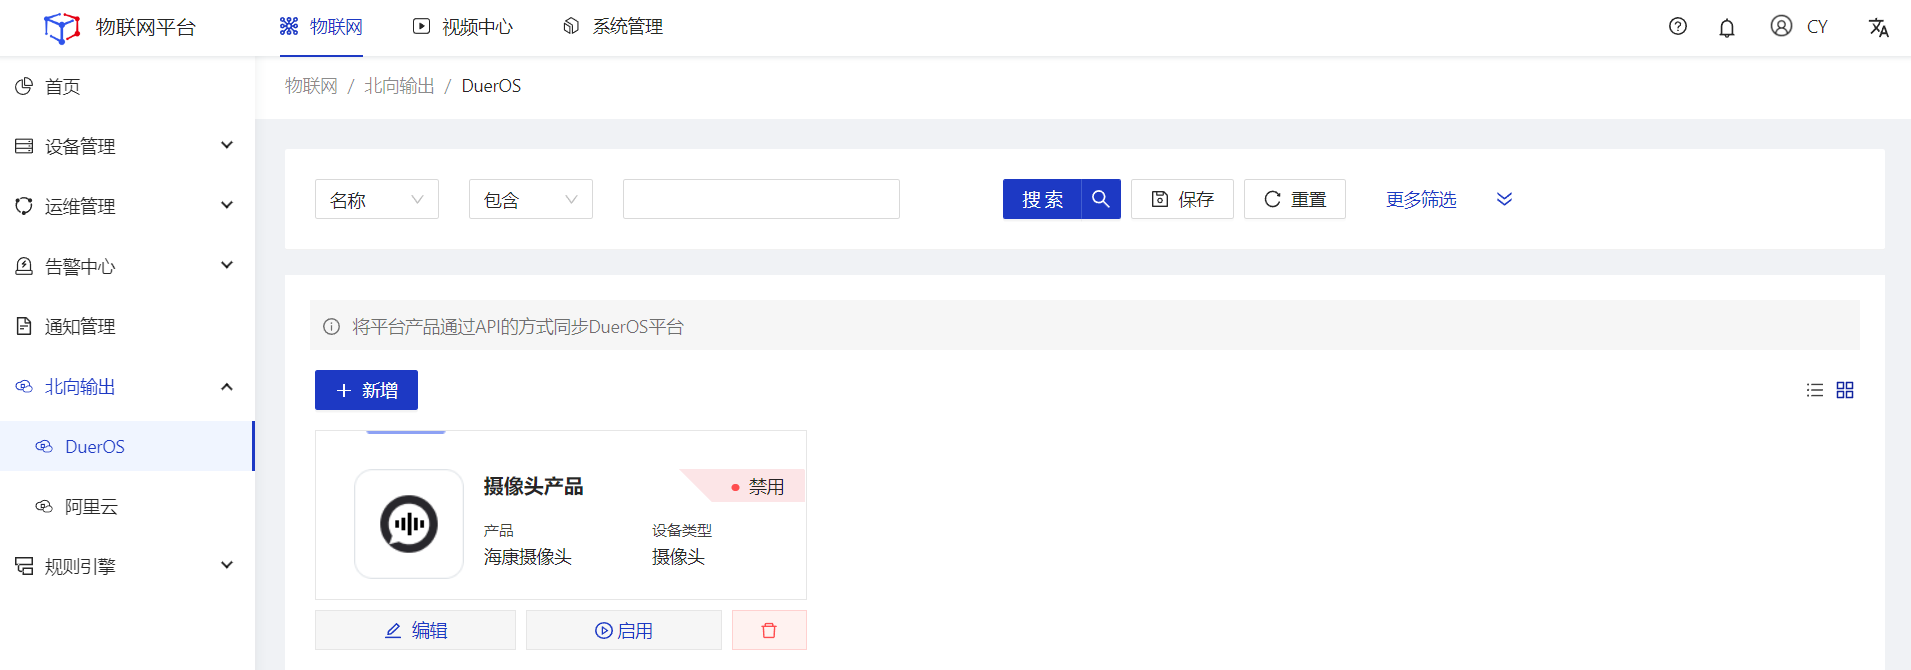 物联网平台
物联网 视频中心 系统管理 CY
首页
设备管理
运维管理
告警中心
通知管理
北向输出
DuerOS
阿里云
规则引擎
物联网 / 北向输出 / DuerOS
名称 包含 搜索 保存 重置 更多筛选
将平台产品通过API的方式同步DuerOS平台
新增
摄像头产品 禁用
产品 设备类型
海康摄像头 摄像头
编辑 启用